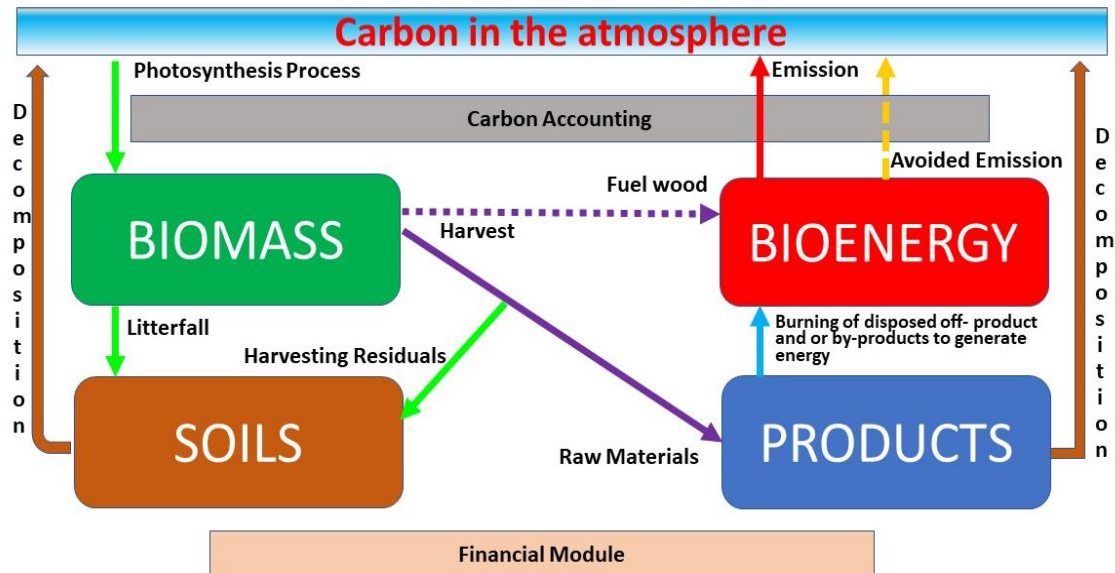 Carbon in the atmosphere
Photosynthesis Process
Emission
Carbon Accounting
Avoided Emission
Decomposition
Decomposition
Fuel wood
BIOMASS
Harvest
BIOENERGY
Litterfall
Harvesting Residuals
Burning of disposed off- product
and or by-products to generate
energy
SOILS
Raw Materials
PRODUCTS
Financial Module